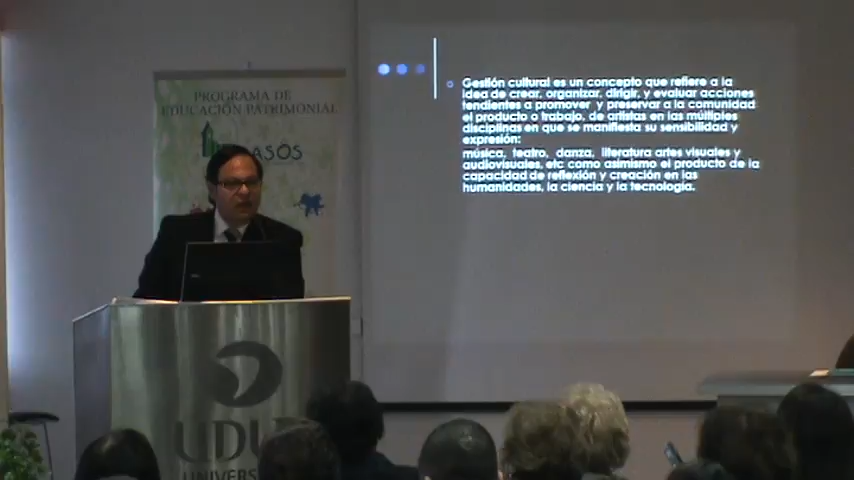 PROGRAMA DE
EDUCACIÓN PATRIMONIAL
ASOS
Gestión cultural es un concepto que refiere a la
idea de crear, organizar, dirigir, y evaluar acciones
tendientes a promover y preservar a la comunidad
el producto o trabajo, de artistas en las múltiples
disciplinas en que se manifiesta su sensibilidad y
expresión:
música, teatro, danza, literatura artes visuales y
audiovisuales, etc como asimismo el producto de la
capacidad de reflexión y creación en las
humanidades, la ciencia y la tecnología.